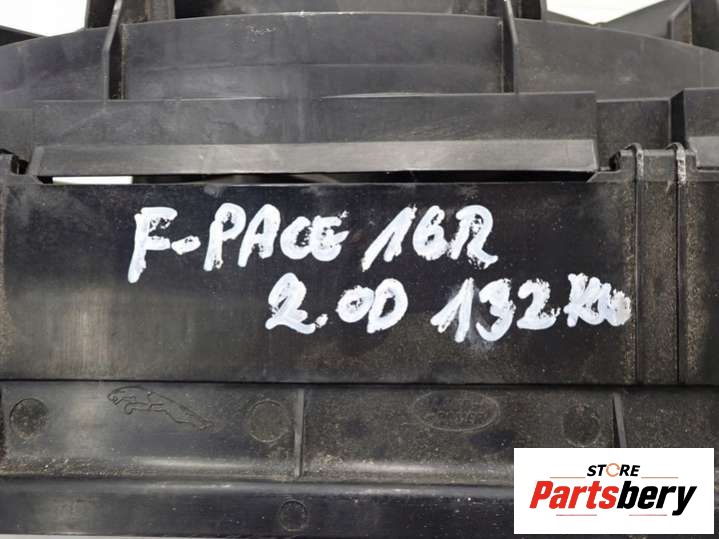 F-PACE 16R
2.0D 132KW
STORE
Partsbery